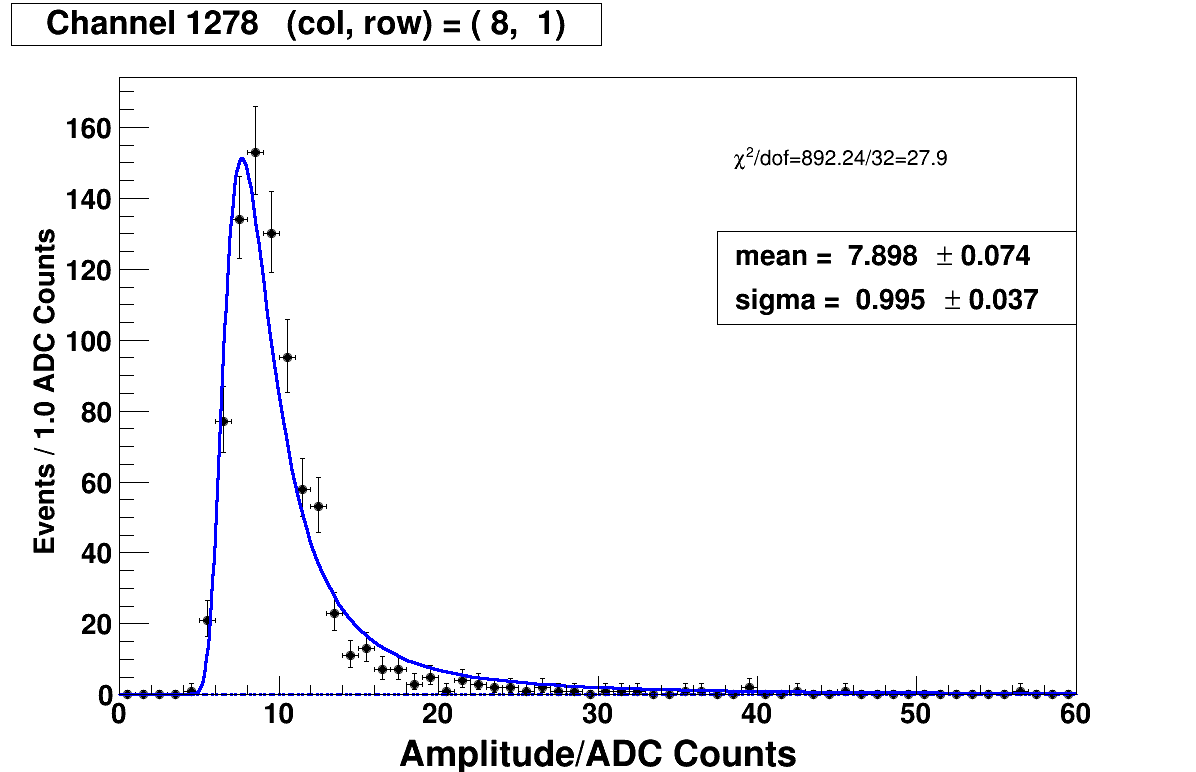 Channel 1278 (col, row) = ( 8, 1)
χ²/dof=892.24/32=27.9
mean = 7.898 ± 0.074
sigma = 0.995 ± 0.037
Events / 1.0 ADC Counts
160
140
120
100
80
60
40
20
0
0 10 20 30 40 50 60
Amplitude/ADC Counts